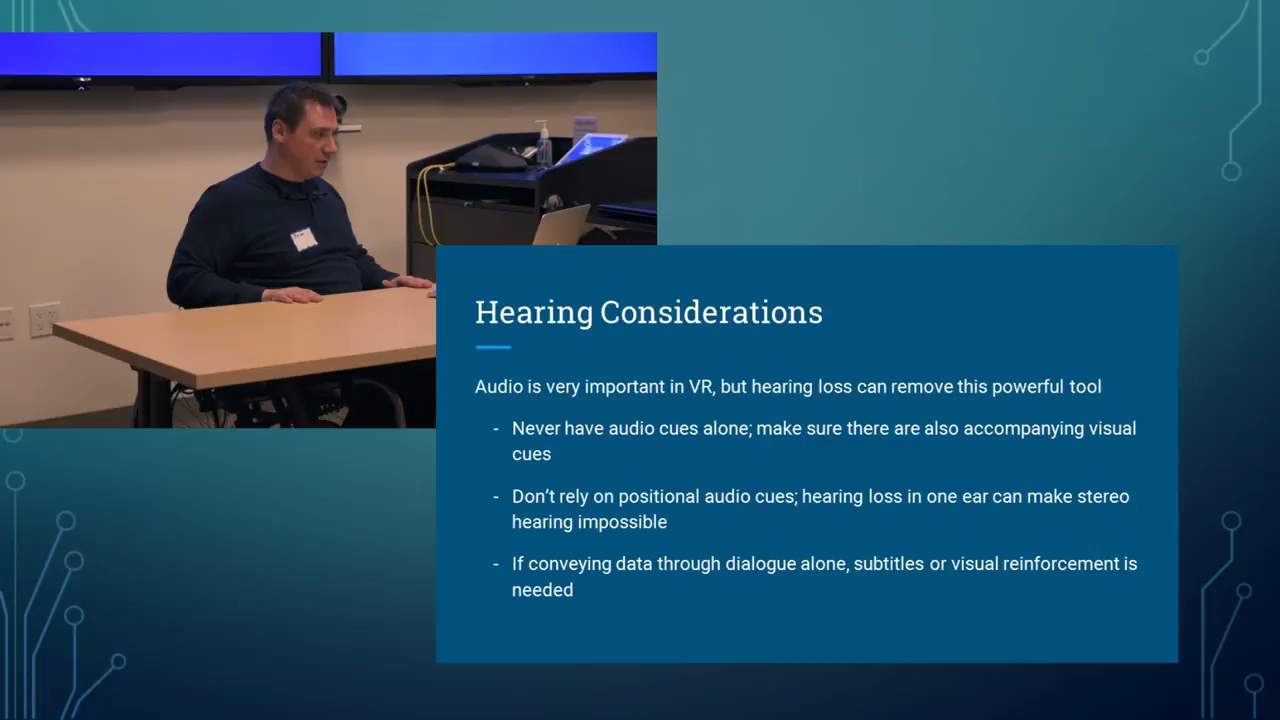 Hearing Considerations
Audio is very important in VR, but hearing loss can remove this powerful tool
- Never have audio cues alone; make sure there are also accompanying visual
cues
- Don’t rely on positional audio cues; hearing loss in one ear can make stereo
hearing impossible
- If conveying data through dialogue alone, subtitles or visual reinforcement is
needed